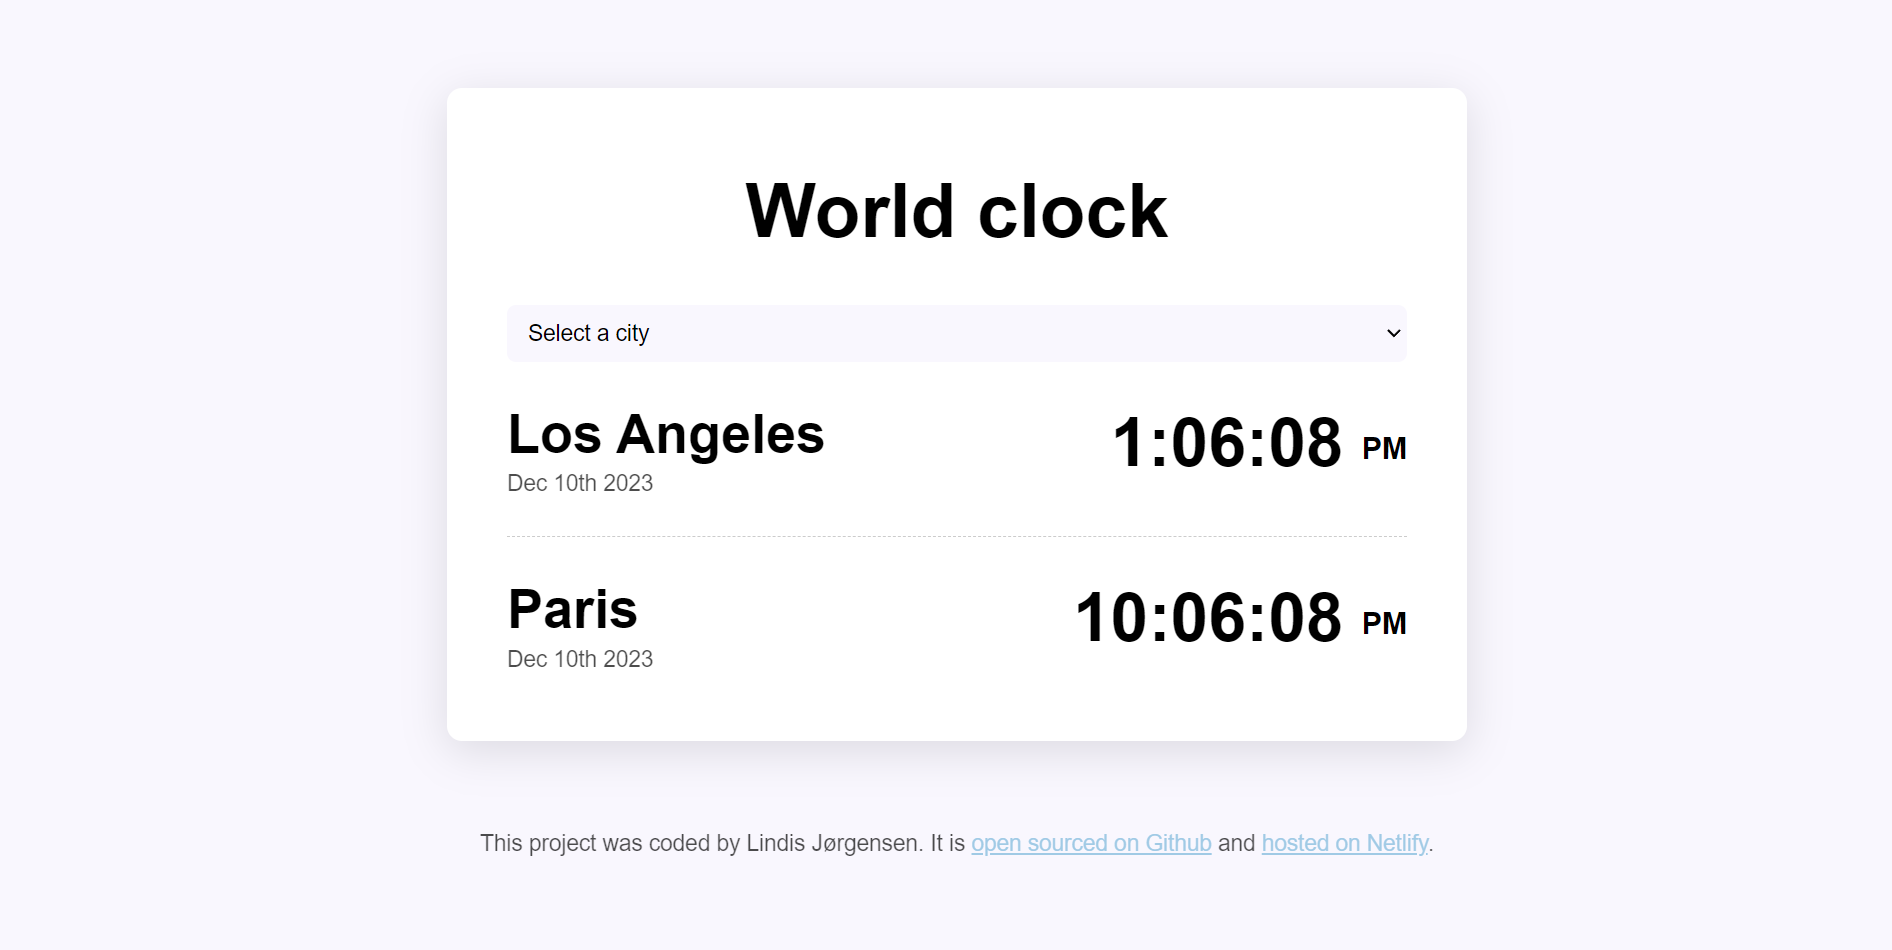 World clock
Select a city
Los Angeles
1:06:08 PM
Dec 10th 2023
Paris
10:06:08 PM
Dec 10th 2023
This project was coded by Lindis Jørgensen. It is open sourced on Github and hosted on Netlify.